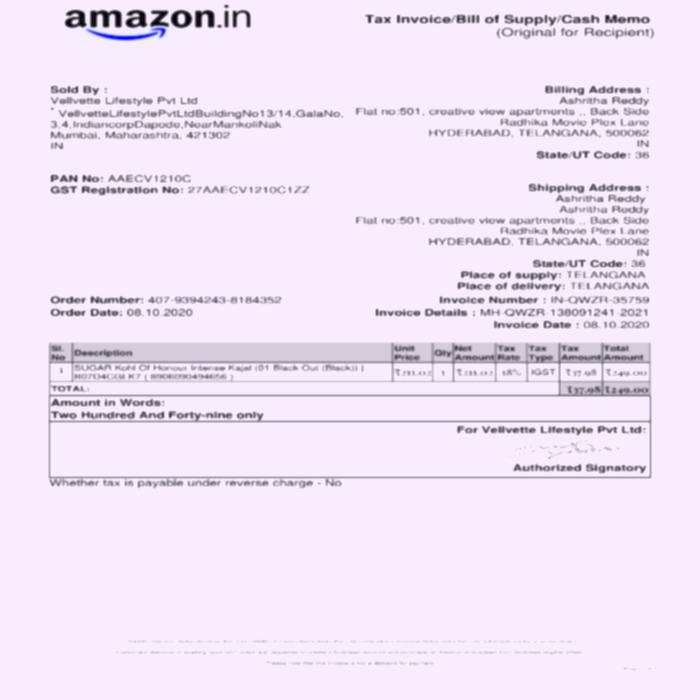 amazon.in
Tax Invoice/Bill of Supply/Cash Memo
(Original for Recipient)
Sold By :
Vellvette Lifestyle Pvt Ltd
* VellvetteLifestylePvtLtdBuildingNo13/14,GalaNo,
3,4,IndiancorpDapode,NearMankoliNak
Mumbai, Maharashtra, 421302
IN
Billing Address :
Ashritha Reddy
Flat no:501, creative view apartments ,, Back Side
Radhika Movie Plex Lane
HYDERABAD, TELANGANA, 500062
IN
State/UT Code: 36
PAN No: AAECV1210C
GST Registration No: 27AAECV1210C1ZZ
Shipping Address :
Ashritha Reddy
Ashritha Reddy
Flat no:501, creative view apartments ,, Back Side
Radhika Movie Plex Lane
HYDERABAD, TELANGANA, 500062
IN
State/UT Code: 36
Place of supply: TELANGANA
Place of delivery: TELANGANA
Order Number: 407-9394243-8184352
Order Date: 08.10.2020
Invoice Number : IN-QWZR-35759
Invoice Details : MH-QWZR-138091241-2021
Invoice Date : 08.10.2020
Sl. No Description Unit Price Qty Net Amount Tax Rate Tax Type Tax Amount Total Amount
1 SUGAR Kohl Of Honour Intense Kajal (01 Black Out (Black)) | ₹211.02 1 ₹211.02 18% IGST ₹37.98 ₹249.00
TOTAL: ₹37.98 ₹249.00
Amount in Words:
Two Hundred And Forty-nine only
For Vellvette Lifestyle Pvt Ltd:
Authorized Signatory
Whether tax is payable under reverse charge - No